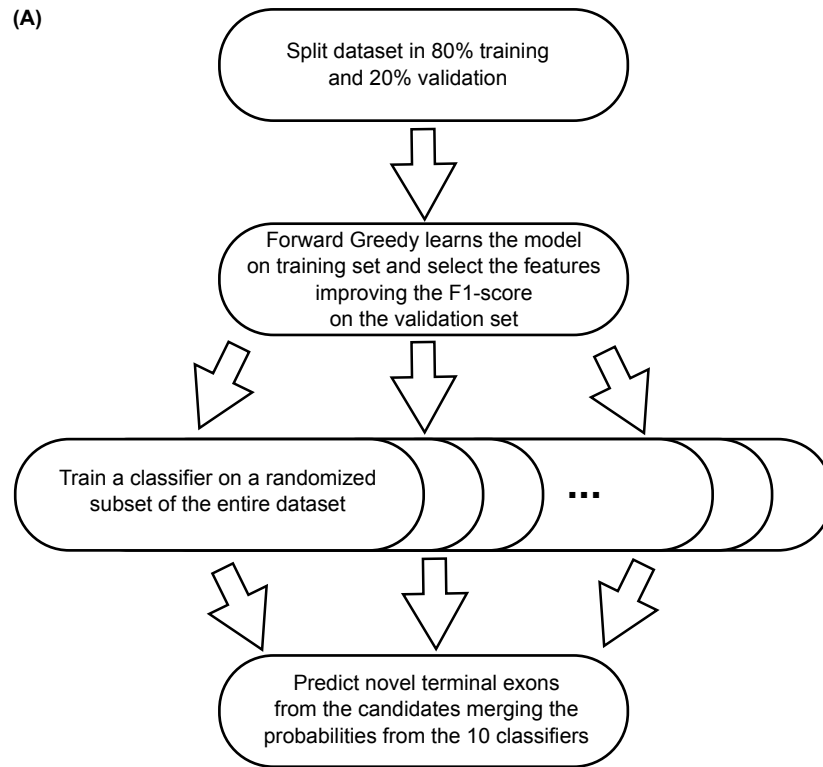 (A)
Split dataset in 80% training
and 20% validation
Forward Greedy learns the model
on training set and select the features
improving the F1-score
on the validation set
Train a classifier on a randomized
subset of the entire dataset
...
Predict novel terminal exons
from the candidates merging the
probabilities from the 10 classifiers